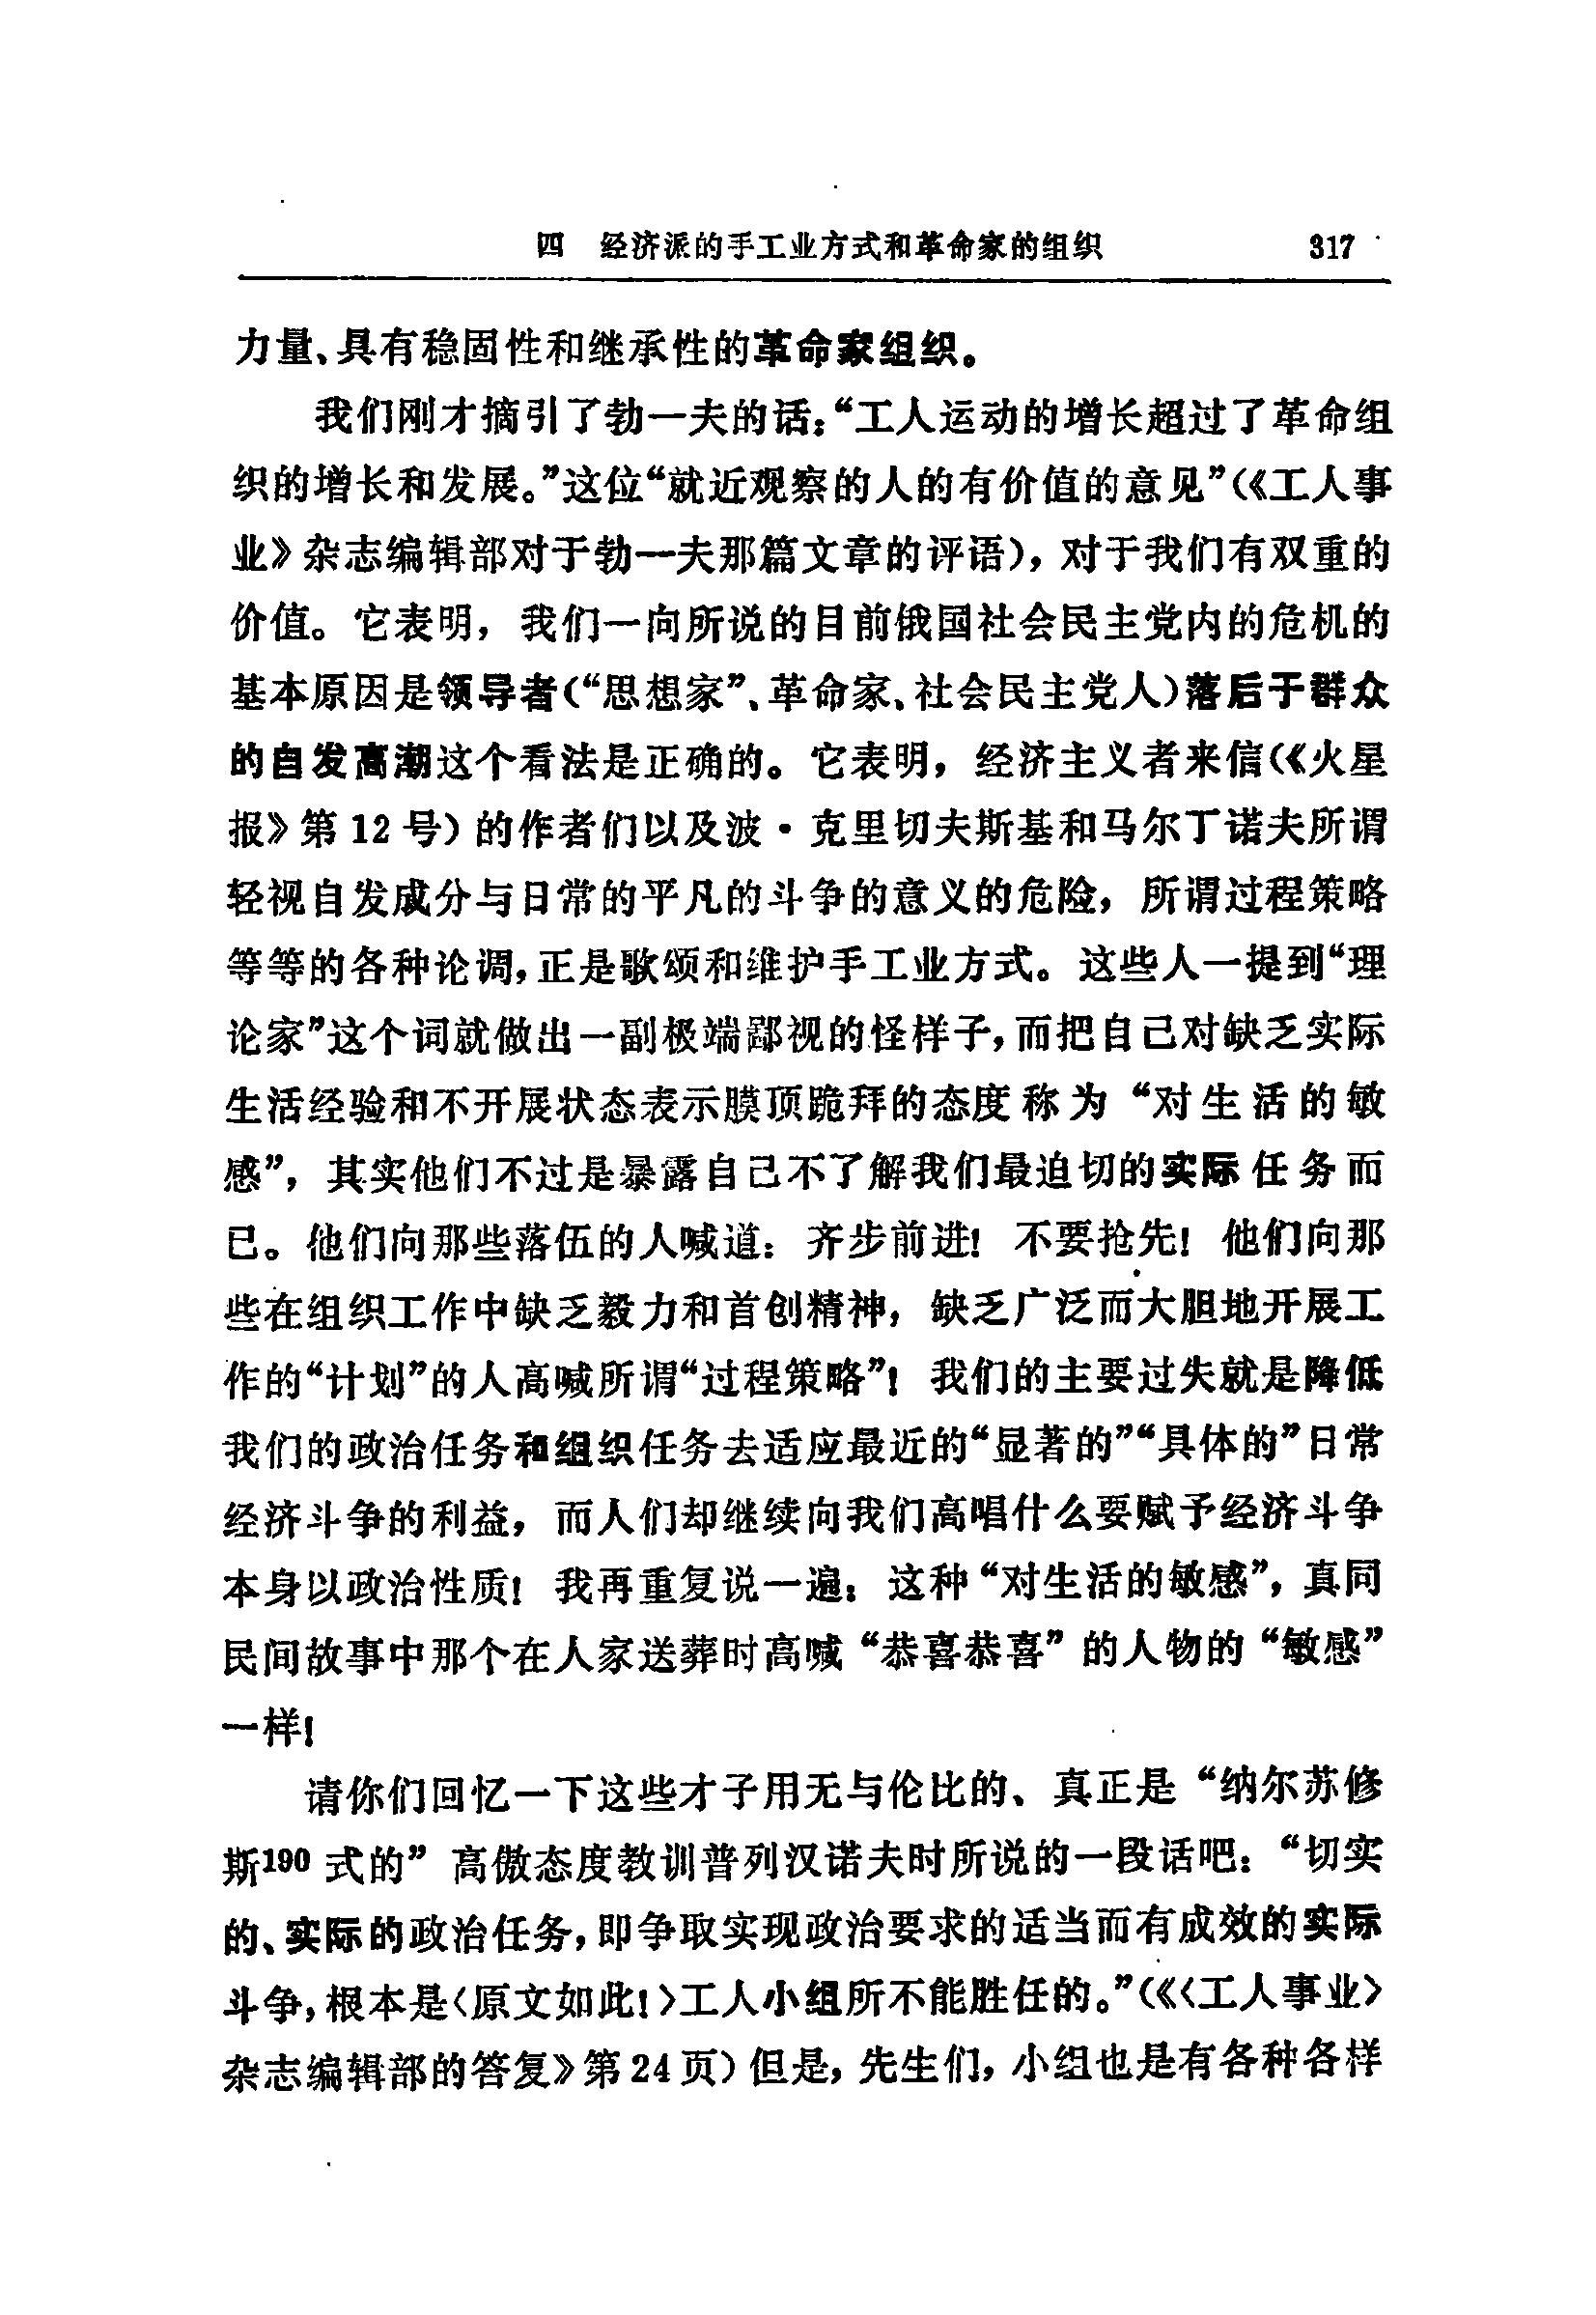 四　经济派的手工业方式和革命家的组织　317
力量、具有稳固性和继承性的革命家组织。
我们刚才摘引了勃一夫的话：“工人运动的增长超过了革命组
织的增长和发展。”这位“就近观察的人的有价值的意见”(《工人事
业》杂志编辑部对于勃一夫那篇文章的评语)，对于我们有双重的
价值。它表明，我们一向所说的目前俄国社会民主党内的危机的
基本原因是领导者(“思想家”、革命家、社会民主党人)落后于群众
的自发高潮这个看法是正确的。它表明，经济主义者来信(《火星
报》第 12 号)的作者们以及波·克里切夫斯基和马尔丁诺夫所谓
轻视自发成分与日常的平凡的斗争的意义的危险，所谓过程策略
等等的各种论调，正是歌颂和维护手工业方式。这些人一提到“理
论家”这个词就做出一副极端鄙视的怪样子，而把自己对缺乏实际
生活经验和不开展状态表示膜顶跪拜的态度称为“对生活的敏
感”，其实他们不过是暴露自己不了解我们最迫切的实际任务而
已。他们向那些落伍的人喊道：齐步前进！不要抢先！他们向那
些在组织工作中缺乏毅力和首创精神，缺乏广泛而大胆地开展工
作的“计划”的人高喊所谓“过程策略”！我们的主要过失就是降低
我们的政治任务和组织任务去适应最近的“显著的”“具体的”日常
经济斗争的利益，而人们却继续向我们高唱什么要赋予经济斗争
本身以政治性质！我再重复说一遍：这种“对生活的敏感”，真同
民间故事中那个在人家送葬时高喊“恭喜恭喜”的人物的“敏感”
一样！
请你们回忆一下这些才子用无与伦比的、真正是“纳尔苏修
斯190 式的”高傲态度教训普列汉诺夫时所说的一段话吧：“切实
的、实际的政治任务，即争取实现政治要求的适当而有成效的实际
斗争，根本是〈原文如此！〉工人小组所不能胜任的。”(《〈工人事业〉
杂志编辑部的答复》第 24 页)但是，先生们，小组也是有各种各样